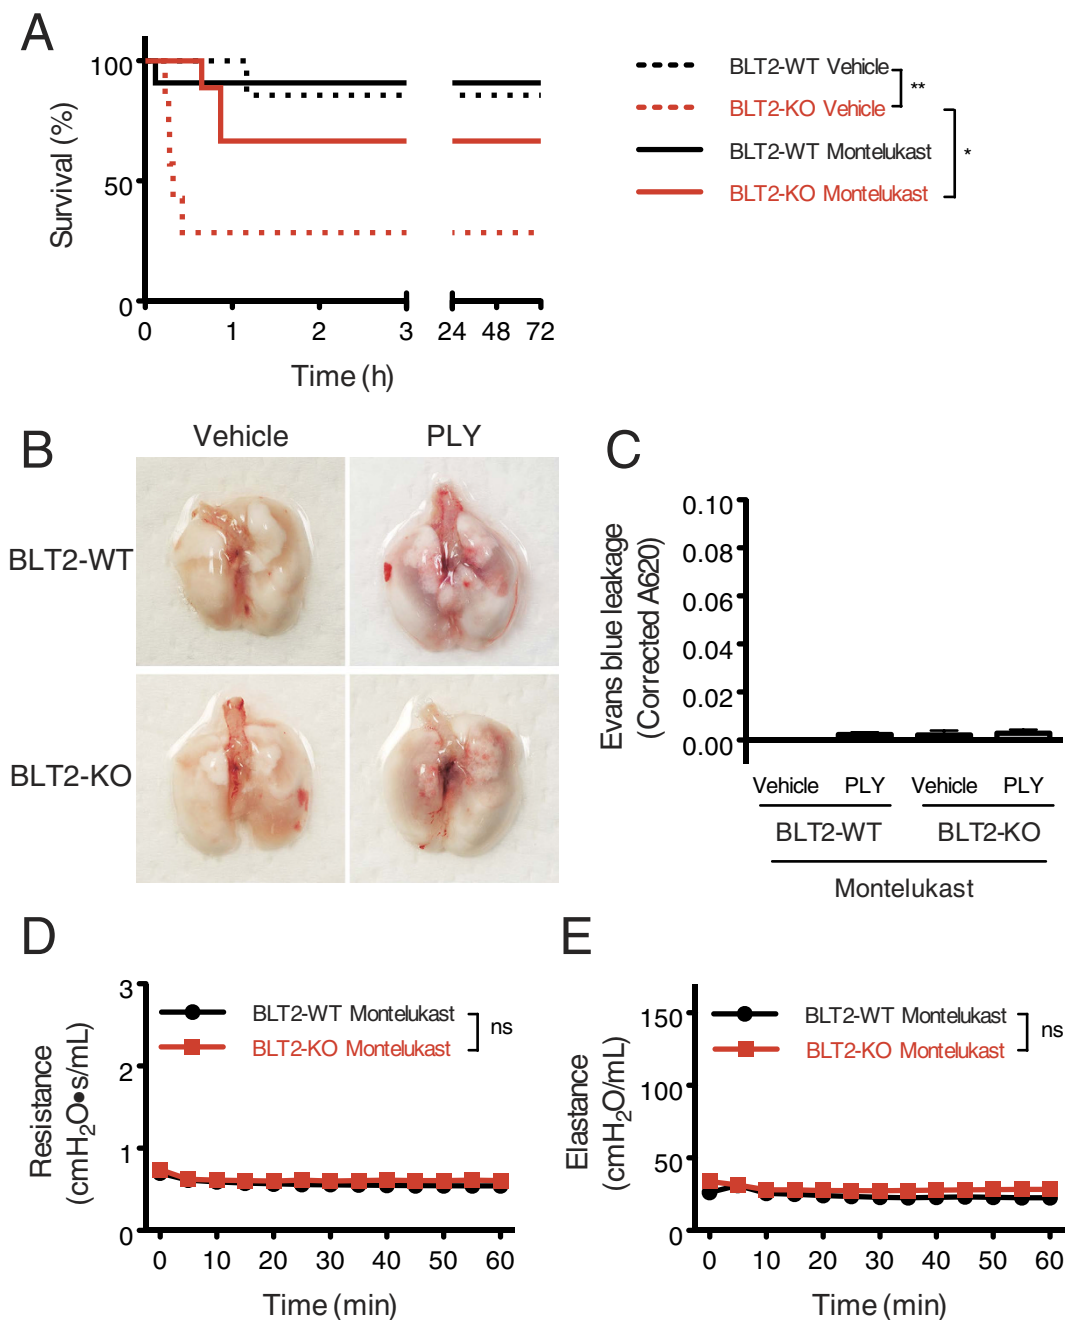 A
Survival (%)
100
50
0
0 1 2 3 24 48 72
Time (h)
BLT2-WT Vehicle
BLT2-KO Vehicle
BLT2-WT Montelukast
BLT2-KO Montelukast
**
*
B
Vehicle PLY
BLT2-WT
BLT2-KO
C
Evans blue leakage
(Corrected A620)
0.10
0.08
0.06
0.04
0.02
0.00
Vehicle PLY Vehicle PLY
BLT2-WT BLT2-KO
Montelukast
D
Resistance
(cmH₂O•s/mL)
3
2
1
0
BLT2-WT Montelukast
BLT2-KO Montelukast
ns
0 10 20 30 40 50 60
Time (min)
E
Elastance
(cmH₂O/mL)
150
100
50
0
BLT2-WT Montelukast
BLT2-KO Montelukast
ns
0 10 20 30 40 50 60
Time (min)